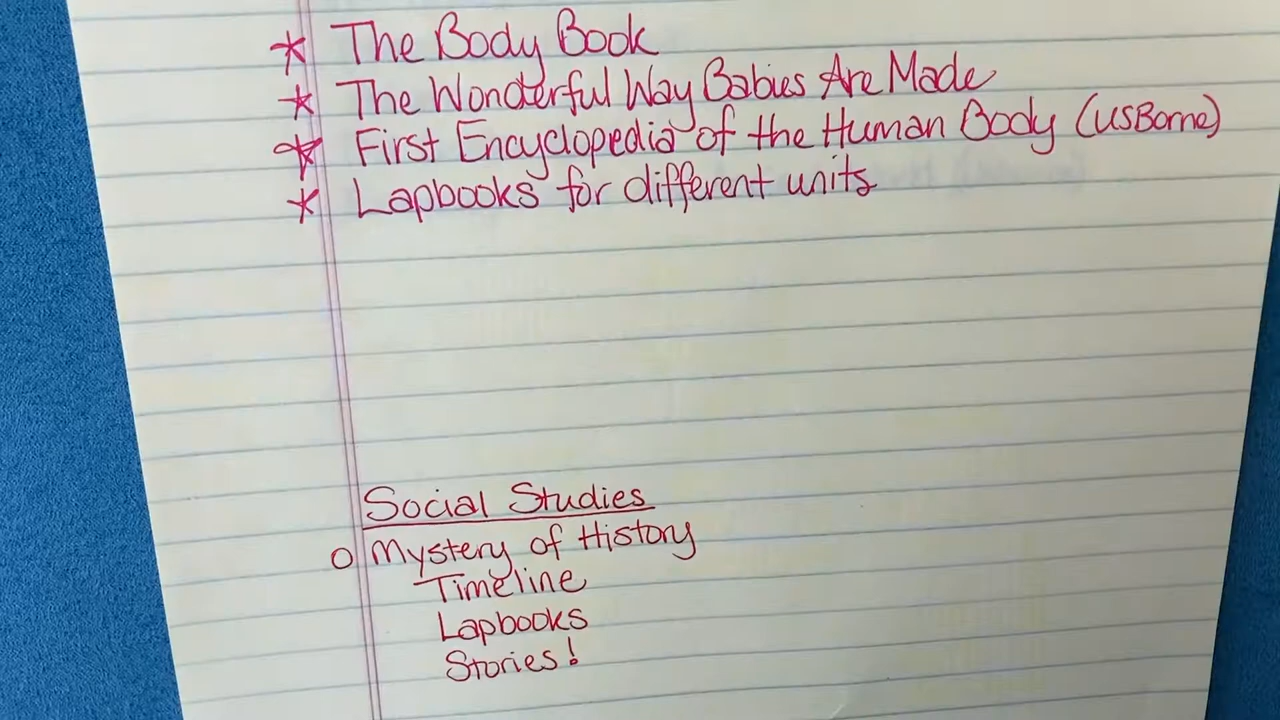 * The Body Book
* The Wonderful Way Babies Are Made
* First Encyclopedia of the Human Body (USBorne)
* Lapbooks for different units
Social Studies
O Mystery of History
Timeline
Lapbooks
Stories!